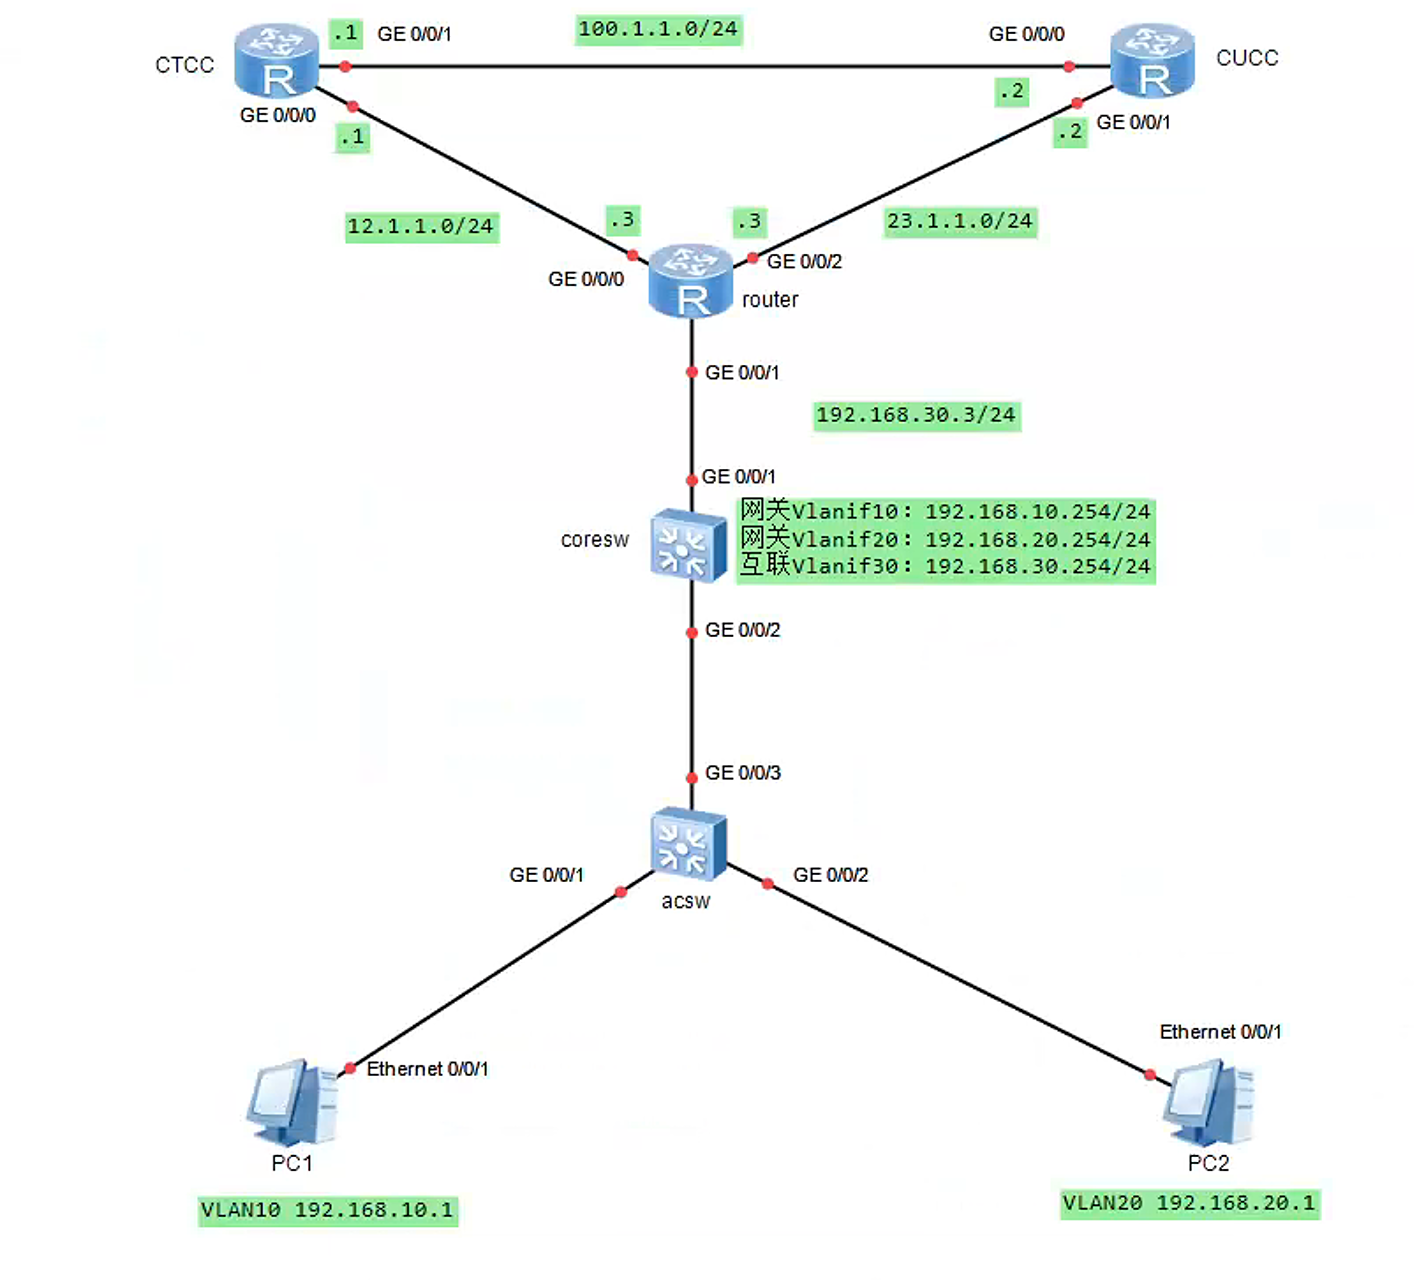 .1
GE 0/0/1
100.1.1.0/24
GE 0/0/0
CTCC
R
R
CUCC
GE 0/0/0
.2
.1
.2
GE 0/0/1
12.1.1.0/24
.3
.3
23.1.1.0/24
GE 0/0/0
GE 0/0/2
R
router
GE 0/0/1
192.168.30.3/24
GE 0/0/1
coresw
网关Vlanif10：192.168.10.254/24
网关Vlanif20：192.168.20.254/24
互联Vlanif30：192.168.30.254/24
GE 0/0/2
GE 0/0/3
GE 0/0/1
GE 0/0/2
acsw
Ethernet 0/0/1
Ethernet 0/0/1
PC1
PC2
VLAN10 192.168.10.1
VLAN20 192.168.20.1